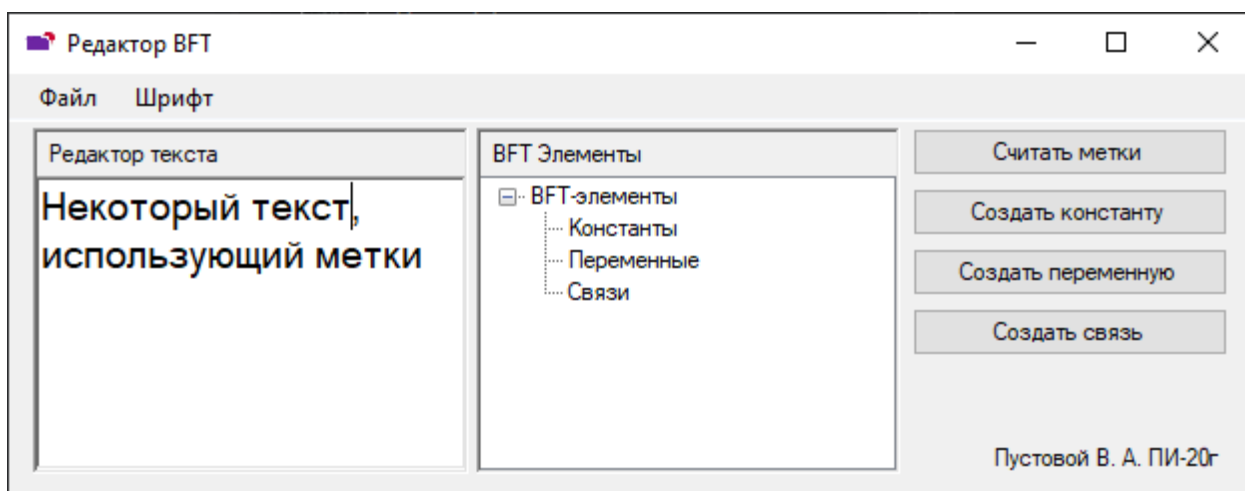 Редактор BFT
Файл Шрифт
Редактор текста
Некоторый текст,
использующий метки
BFT Элементы
BFT-элементы
Константы
Переменные
Связи
Считать метки
Создать константу
Создать переменную
Создать связь
Пустовой В. А. ПИ-20г